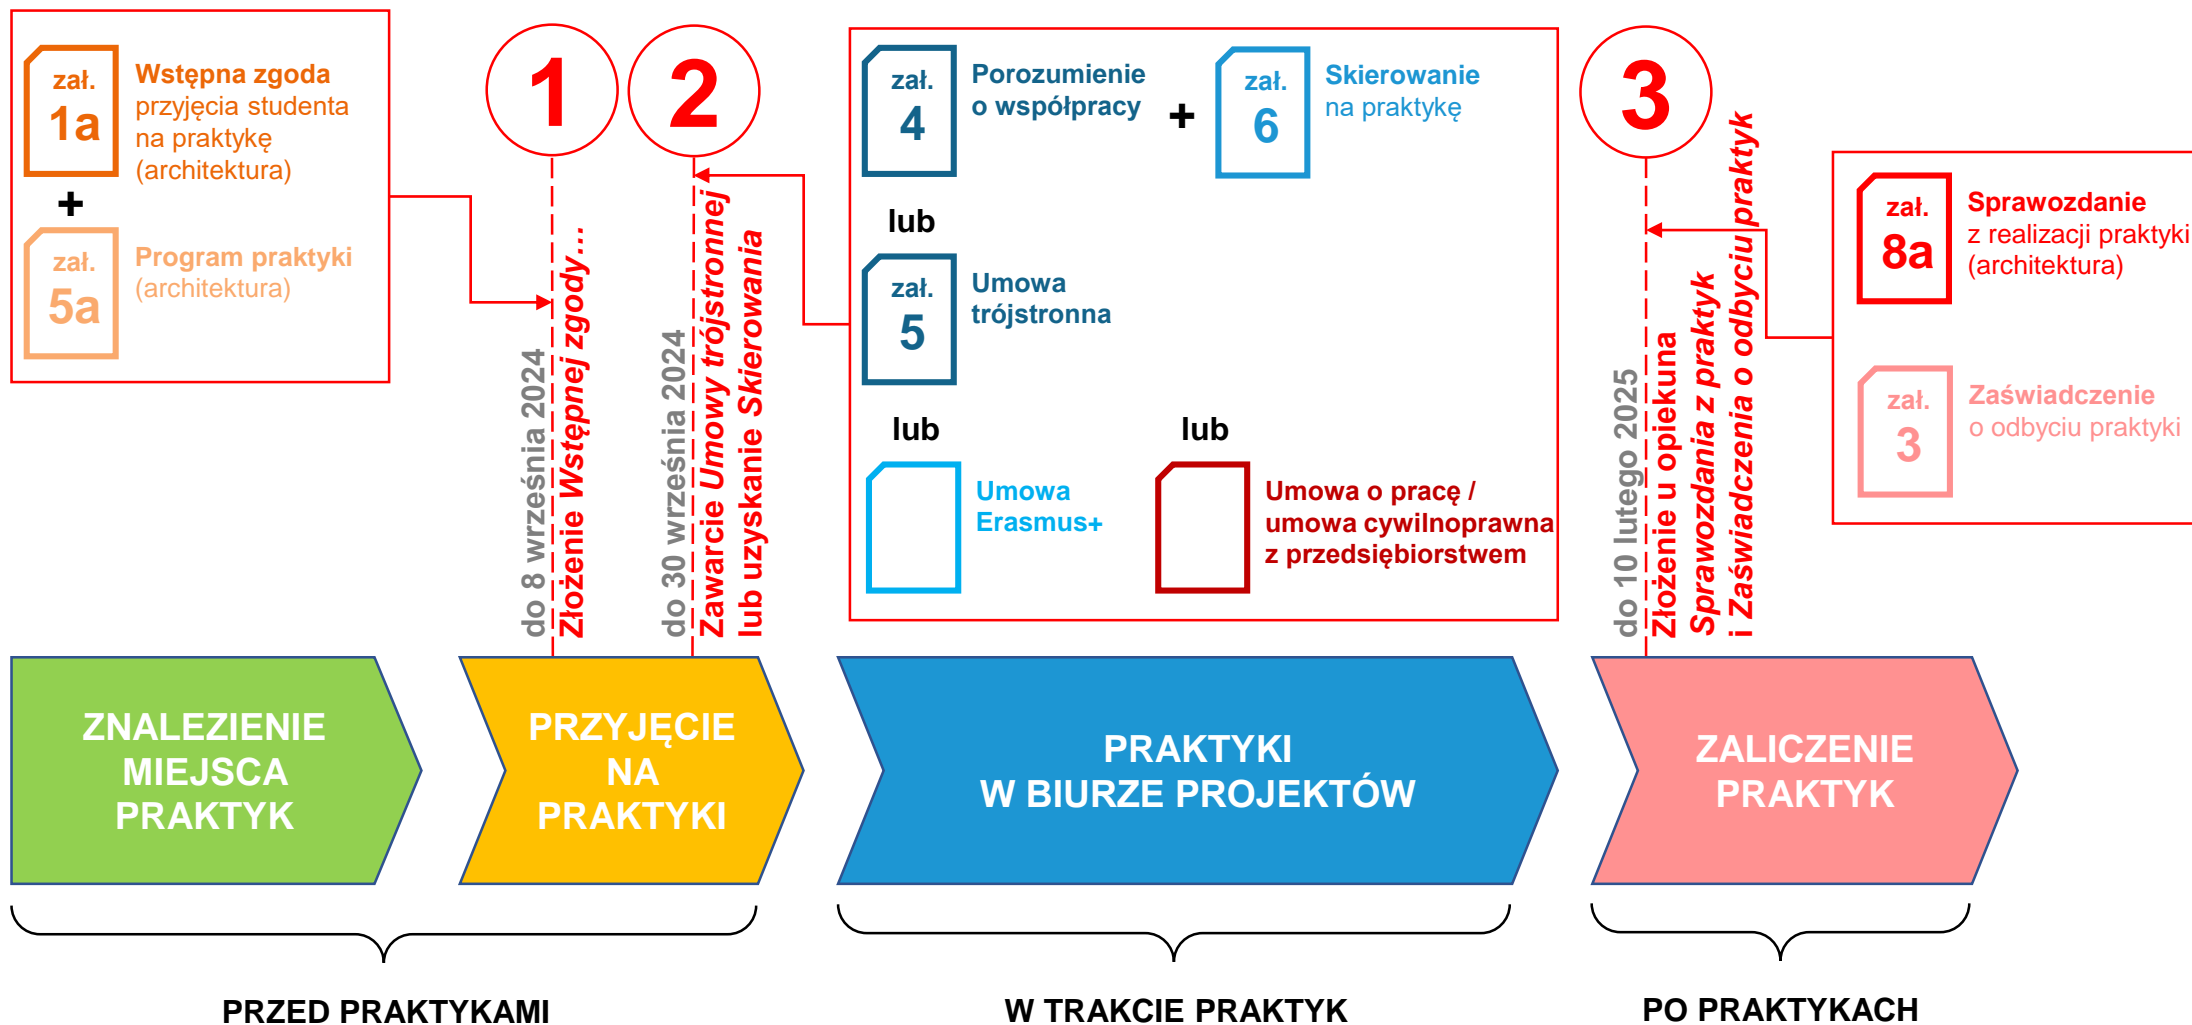 zał.
1a
Wstępna zgoda
przyjęcia studenta
na praktykę
(architektura)
+
zał.
5a
Program praktyki
(architektura)
1
do 8 września 2024
Złożenie Wstępnej zgody…
2
do 30 września 2024
Zawarcie Umowy trójstronnej
lub uzyskanie Skierowania
zał.
4
Porozumienie
o współpracy
+
zał.
6
Skierowanie
na praktykę
lub
zał.
5
Umowa
trójstronna
lub
Umowa
Erasmus+
lub
Umowa o pracę /
umowa cywilnoprawna
z przedsiębiorstwem
3
do 10 lutego 2025
Złożenie u opiekuna
Sprawozdania z praktyk
i Zaświadczenia o odbyciu praktyk
zał.
8a
Sprawozdanie
z realizacji praktyki
(architektura)
zał.
3
Zaświadczenie
o odbyciu praktyki
ZNALEZIENIE
MIEJSCA
PRAKTYK
PRZYJĘCIE
NA
PRAKTYKI
PRAKTYKI
W BIURZE PROJEKTÓW
ZALICZENIE
PRAKTYK
PRZED PRAKTYKAMI
W TRAKCIE PRAKTYK
PO PRAKTYKACH